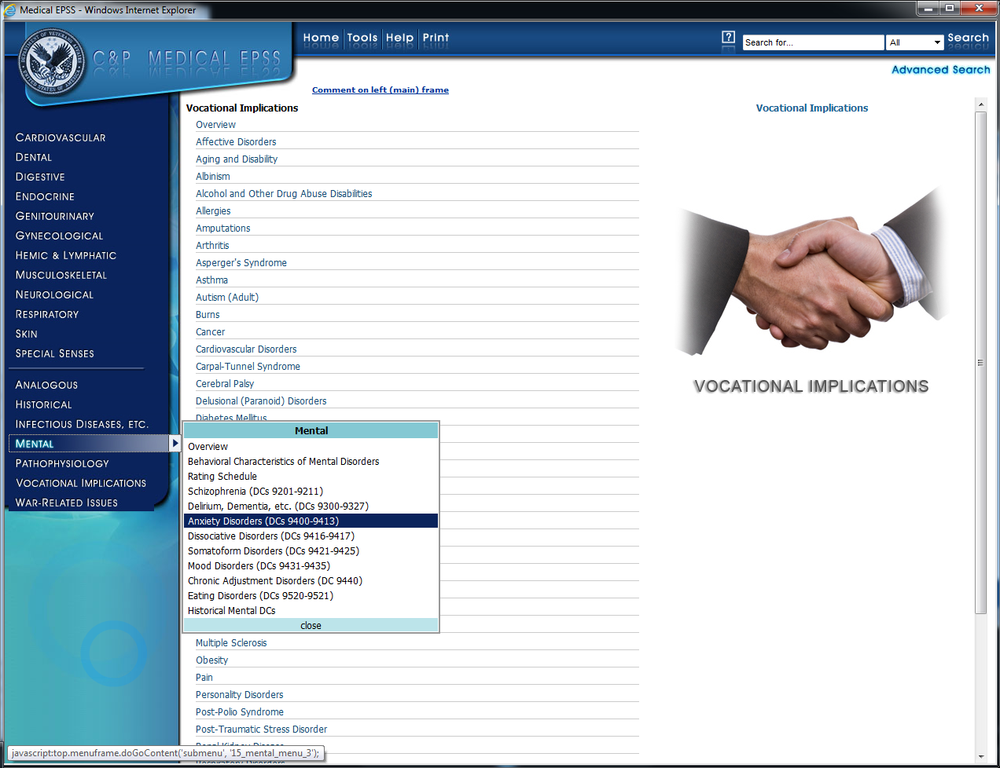 Medical EPSS - Windows Internet Explorer
C&P MEDICAL EPSS
Home Tools Help Print
? Search for... All Search
Advanced Search
Comment on left (main) frame
CARDIOVASCULAR
DENTAL
DIGESTIVE
ENDOCRINE
GENITOURINARY
GYNECOLOGICAL
HEMIC & LYMPHATIC
MUSCULOSKELETAL
NEUROLOGICAL
RESPIRATORY
SKIN
SPECIAL SENSES
ANALOGOUS
HISTORICAL
INFECTIOUS DISEASES, ETC.
MENTAL
PATHOPHYSIOLOGY
VOCATIONAL IMPLICATIONS
WAR-RELATED ISSUES
Vocational Implications
Overview
Affective Disorders
Aging and Disability
Albinism
Alcohol and Other Drug Abuse Disabilities
Allergies
Amputations
Arthritis
Asperger's Syndrome
Asthma
Autism (Adult)
Burns
Cancer
Cardiovascular Disorders
Carpal-Tunnel Syndrome
Cerebral Palsy
Delusional (Paranoid) Disorders
Diabetes Mellitus
Mental
Overview
Behavioral Characteristics of Mental Disorders
Rating Schedule
Schizophrenia (DCs 9201-9211)
Delirium, Dementia, etc. (DCs 9300-9327)
Anxiety Disorders (DCs 9400-9413)
Dissociative Disorders (DCs 9416-9417)
Somatoform Disorders (DCs 9421-9425)
Mood Disorders (DCs 9431-9435)
Chronic Adjustment Disorders (DC 9440)
Eating Disorders (DCs 9520-9521)
Historical Mental DCs
close
Multiple Sclerosis
Obesity
Pain
Personality Disorders
Post-Polio Syndrome
Post-Traumatic Stress Disorder
Renal Kidney Disease
Respiratory Disorders
javascript:top.menuframe.doGoContent('submenu', '15_mental_menu_3');
Vocational Implications
VOCATIONAL IMPLICATIONS